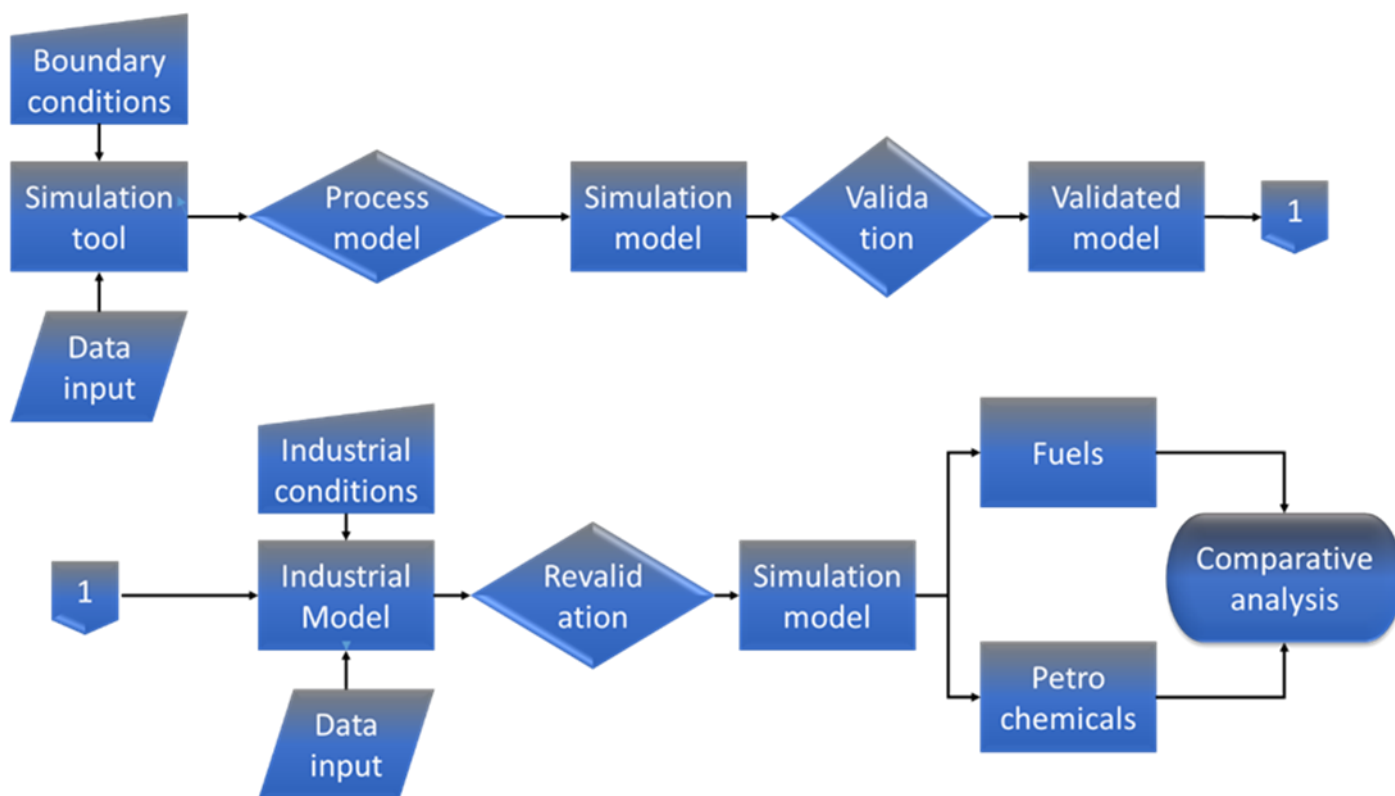 Boundary
conditions
Simulation
tool
Data
input
Process
model
Simulation
model
Valida
tion
Validated
model
1
1
Industrial
conditions
Industrial
Model
Data
input
Revalid
ation
Simulation
model
Fuels
Petro
chemicals
Comparative
analysis